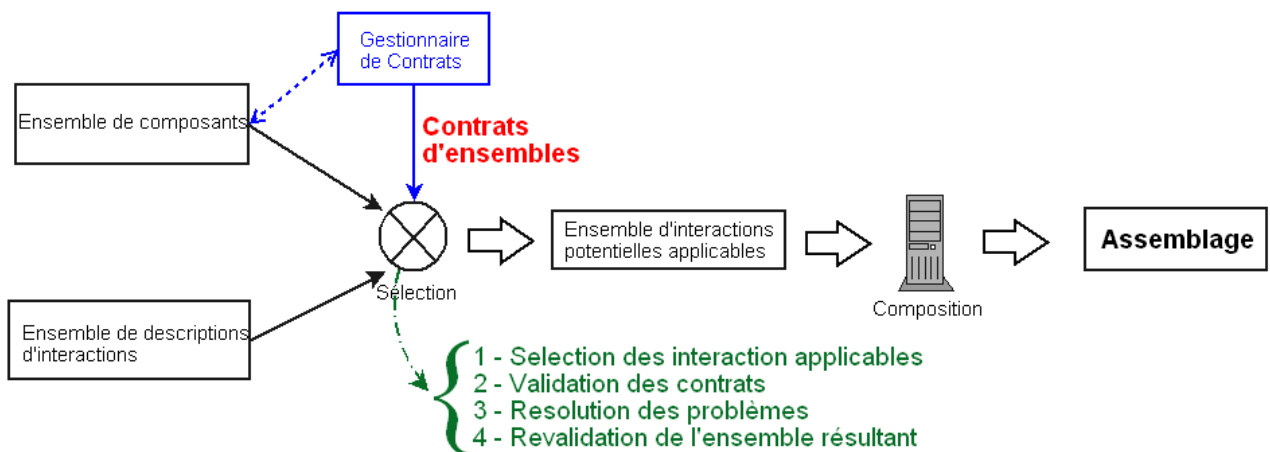 Gestionnaire
de Contrats
Ensemble de composants
Contrats
d'ensembles
Ensemble d'interactions
potentielles applicables
Assemblage
Sélection
Composition
Ensemble de descriptions
d'interactions
1 - Selection des interaction applicables
2 - Validation des contrats
3 - Resolution des problèmes
4 - Revalidation de l'ensemble résultant